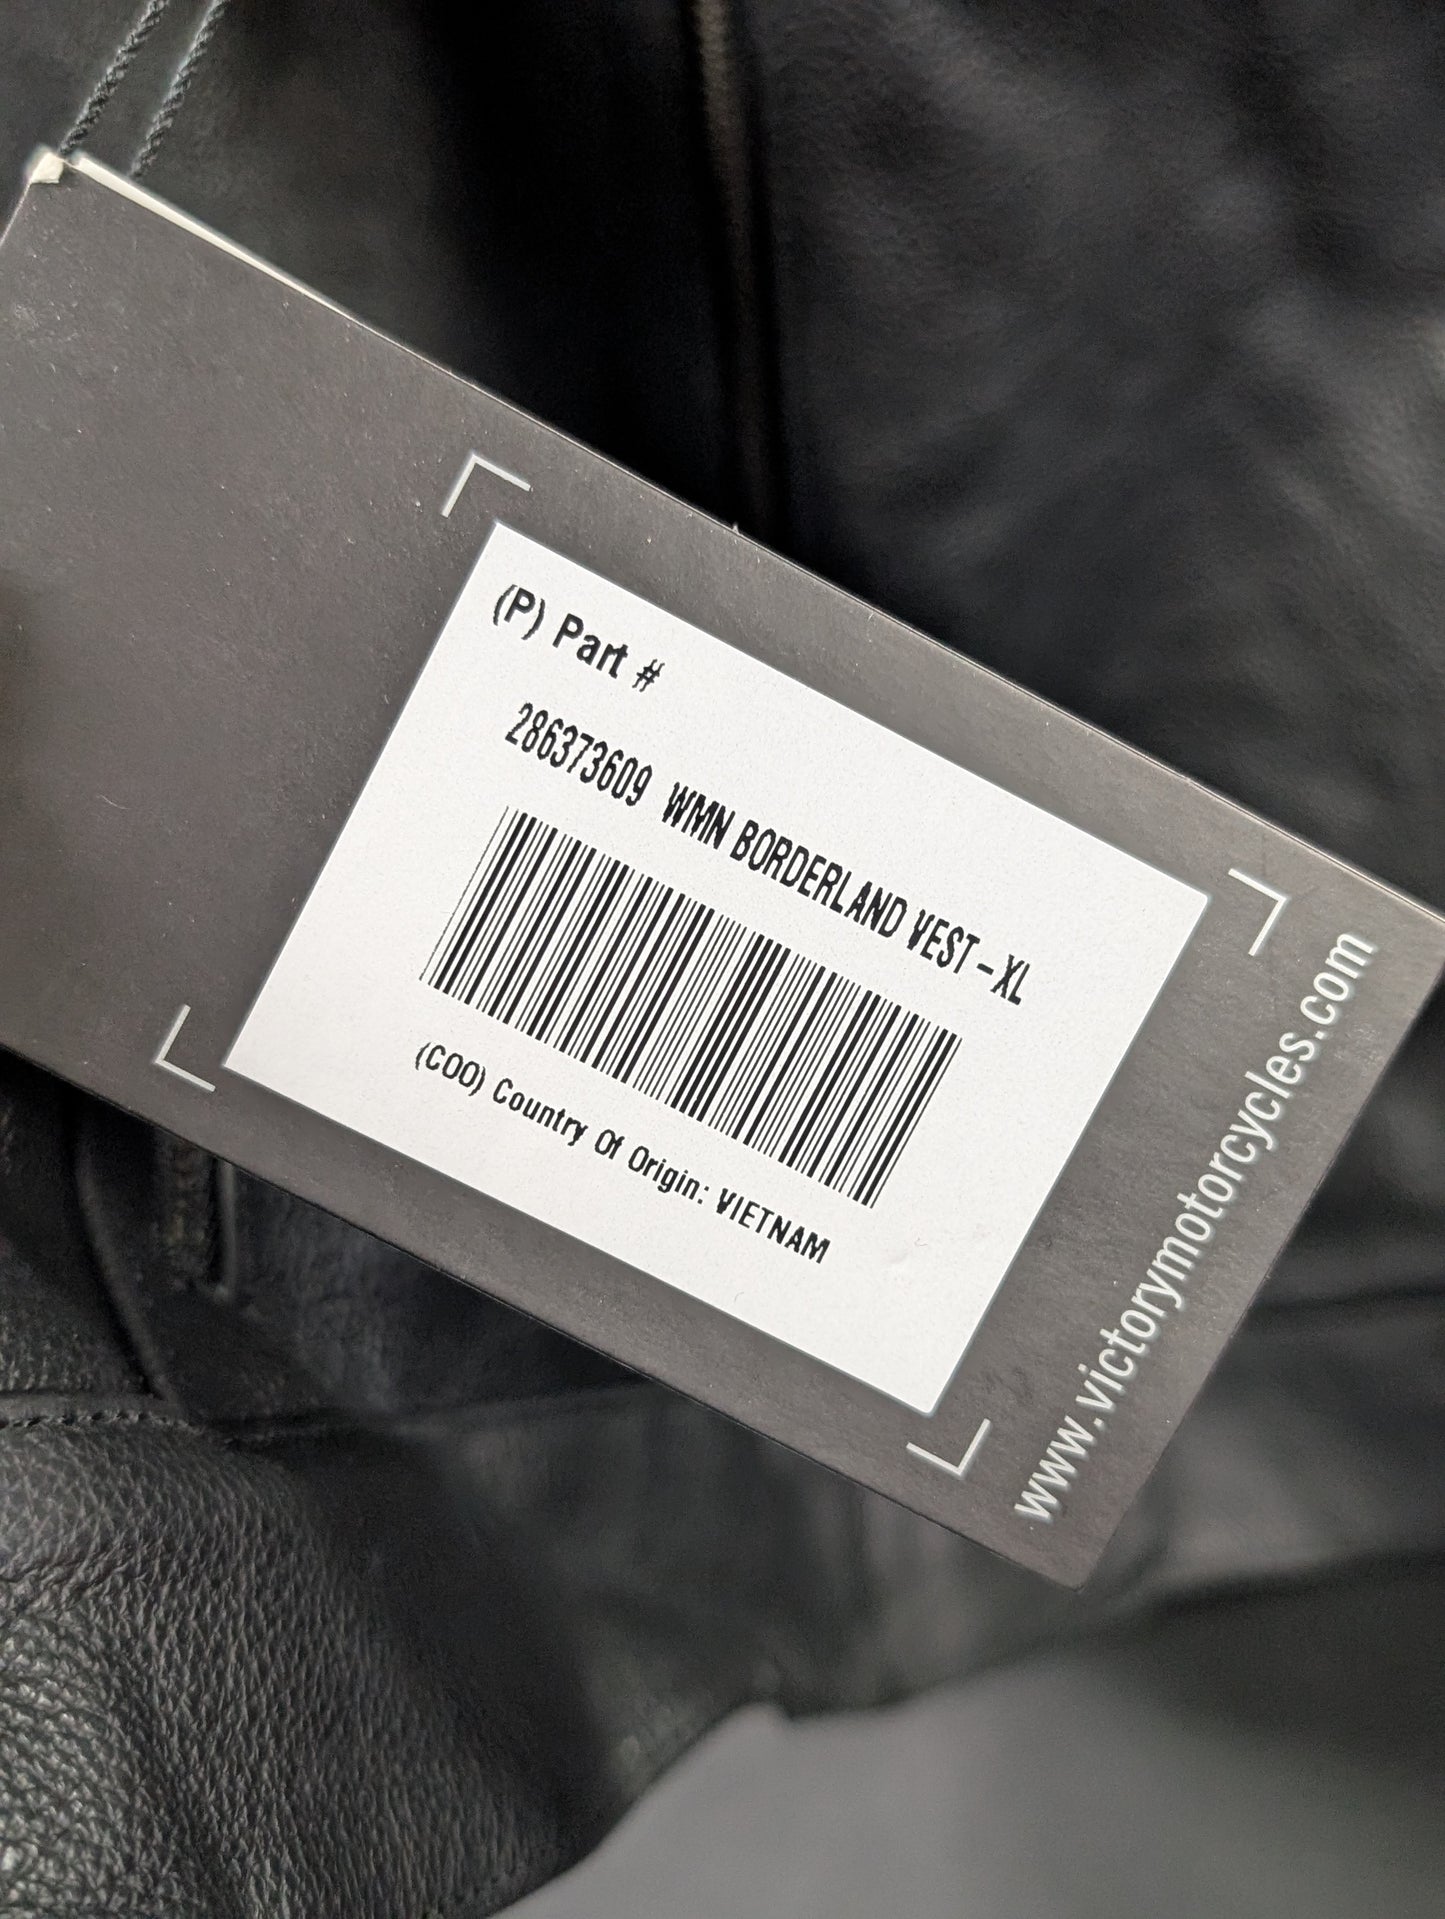 (P) Part #
286373609 WMN BORDERLAND VEST-XL
(COO) Country Of Origin: VIETNAM
www.victorymotorcycles.com